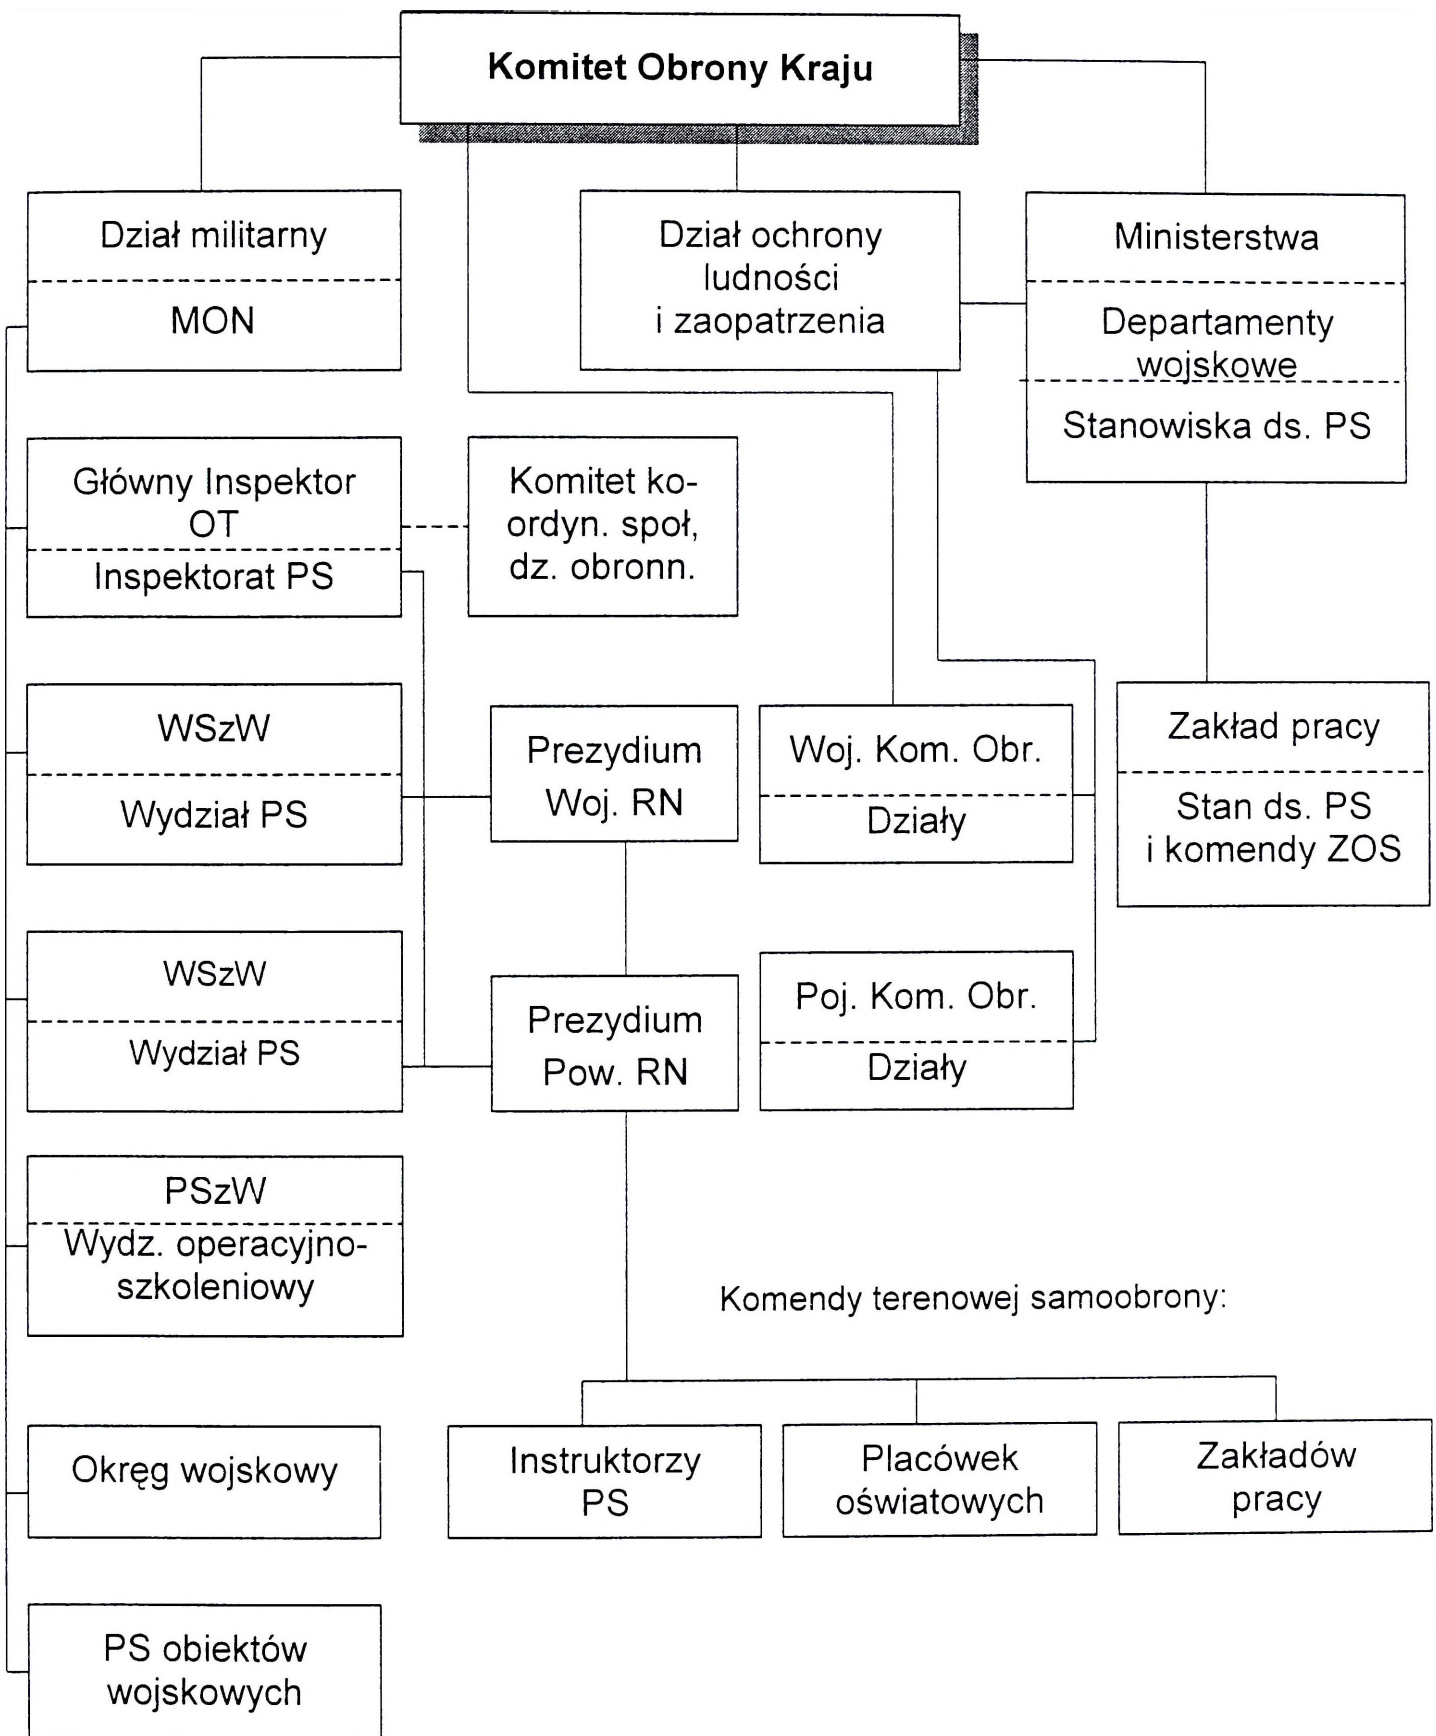 Komitet Obrony Kraju
Dział militarny
MON
Dział ochrony
ludności
i zaopatrzenia
Ministerstwa
Departamenty
wojskowe
Stanowiska ds. PS
Główny Inspektor
OT
Inspektorat PS
Komitet ko-
ordyn. społ,
dz. obronn.
WSzW
Wydział PS
Prezydium
Woj. RN
Woj. Kom. Obr.
Działy
Zakład pracy
Stan ds. PS
i komendy ZOS
WSzW
Wydział PS
Prezydium
Pow. RN
Poj. Kom. Obr.
Działy
PSzW
Wydz. operacyjno-
szkoleniowy
Komendy terenowej samoobrony:
Okręg wojskowy
Instruktorzy
PS
Placówek
oświatowych
Zakładów
pracy
PS obiektów
wojskowych